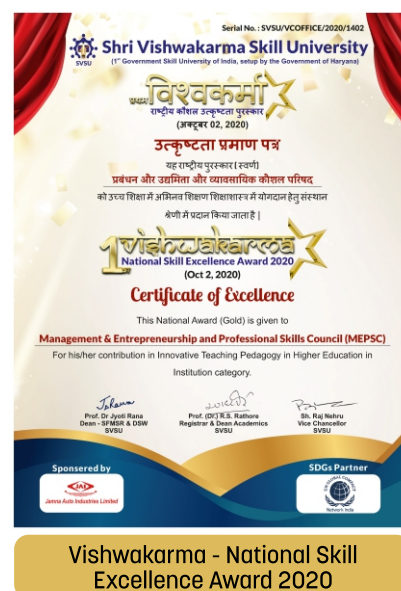 Serial No. : SVSU/VCOFFICE/2020/1402
SVSU
Shri Vishwakarma Skill University
(1st Government Skill University of India, setup by the Government of Haryana)
प्रथम विश्वकर्मा
राष्ट्रीय कौशल उत्कृष्टता पुरस्कार
(अक्टूबर 02, 2020)
उत्कृष्टता प्रमाण पत्र
यह राष्ट्रीय पुरस्कार ( स्वर्ण)
प्रबंधन और उद्यमिता और व्यावसायिक कौशल परिषद
को उच्च शिक्षा में अभिनव शिक्षण शिक्षाशास्त्र में योगदान हेतु संस्थान
श्रेणी में प्रदान किया जाता है |
1st Vishwakarma
National Skill Excellence Award 2020
(Oct 2, 2020)
Certificate of Excellence
This National Award (Gold) is given to
Management & Entrepreneurship and Professional Skills Council (MEPSC)
For his/her contribution in Innovative Teaching Pedagogy in Higher Education in
Institution category.
Prof. Dr Jyoti Rana
Dean - SFMSR & DSW
SVSU
Prof. (Dr.) R.S. Rathore
Registrar & Dean Academics
SVSU
Sh. Raj Nehru
Vice Chancellor
SVSU
Sponsered by
JAI
Jamna Auto Industries Limited
SDGs Partner
Network India
Vishwakarma - National Skill
Excellence Award 2020